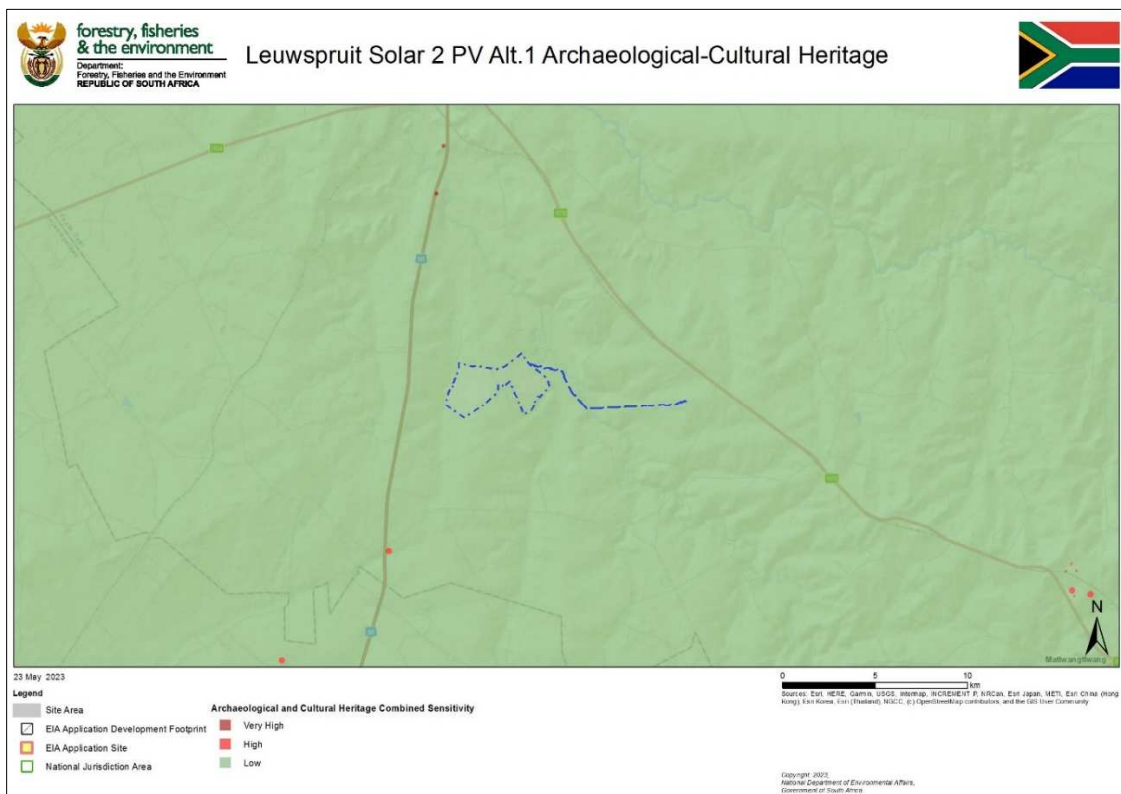 forestry, fisheries
& the environment
Department:
Forestry, Fisheries and the Environment
REPUBLIC OF SOUTH AFRICA
Leuwspruit Solar 2 PV Alt.1 Archaeological-Cultural Heritage
N
Matlwangtlwang
23 May 2023
Legend
Site Area
EIA Application Development Footprint
EIA Application Site
National Jurisdiction Area
Archaeological and Cultural Heritage Combined Sensitivity
Very High
High
Low
0 5 10
km
Sources: Esri, HERE, Garmin, USGS, Intermap, INCREMENT P, NRCan, Esri Japan, METI, Esri China (Hong
Kong), Esri Korea, Esri (Thailand), NGCC, (c) OpenStreetMap contributors, and the GIS User Community
Copyright: 2023,
National Department of Environmental Affairs,
Government of South Africa.